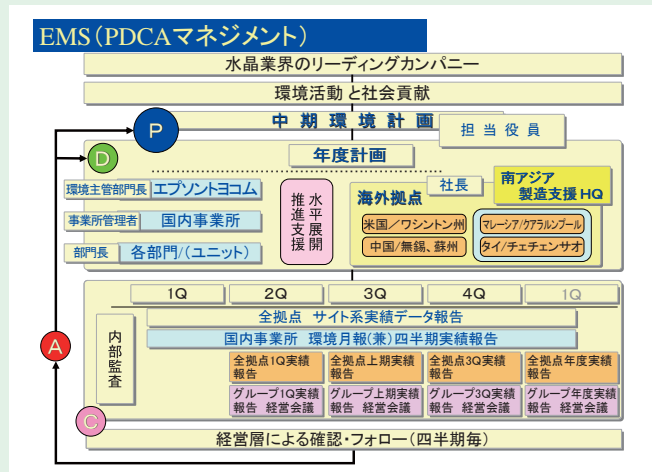 EMS（PDCAマネジメント）
水晶業界のリーディングカンパニー
環境活動と社会貢献
P
中期環境計画
担当役員
D
年度計画
環境主管部門長
エプソントヨコム
事業所管理者
国内事業所
部門長
各部門/（ユニット）
水平展開
推進支援
海外拠点
社長
南アジア
製造支援HQ
米国／ワシントン州
中国/無錫、蘇州
マレーシア/クアラルンプール
タイ/チェチェンサオ
1Q
2Q
3Q
4Q
1Q
内部監査
全拠点 サイト系実績データ報告
国内事業所 環境月報(兼)四半期実績報告
全拠点1Q実績
報告
全拠点上期実績
報告
全拠点3Q実績
報告
全拠点年度実績
報告
グループ1Q実績
報告 経営会議
グループ上期実績
報告 経営会議
グループ3Q実績
報告 経営会議
グループ年度実績
報告 経営会議
A
C
経営層による確認・フォロー（四半期毎）